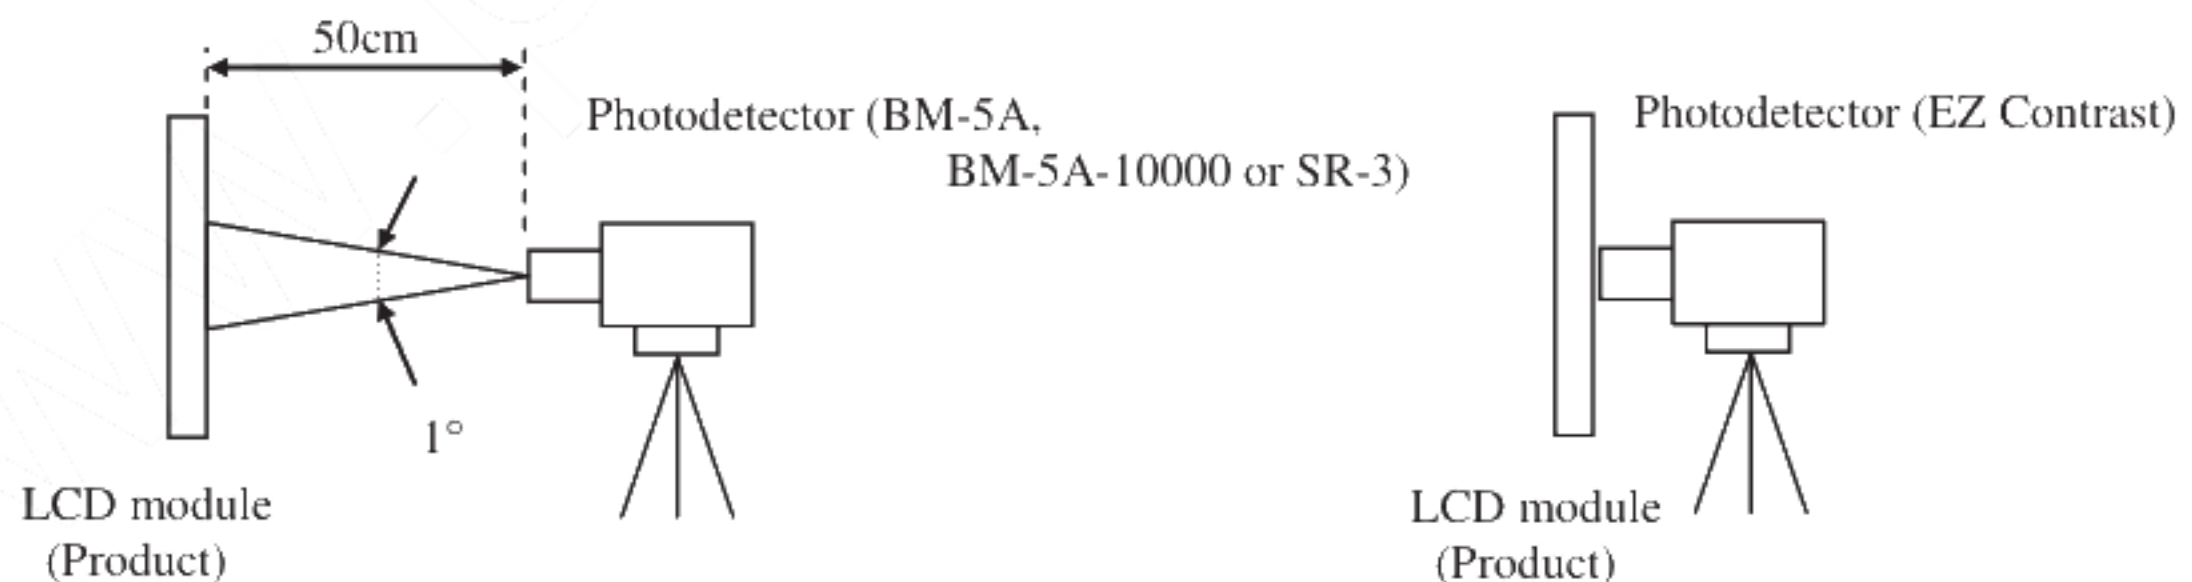 50cm
Photodetector (BM-5A,
BM-5A-10000 or SR-3)
1°
LCD module
(Product)
Photodetector (EZ Contrast)
LCD module
(Product)